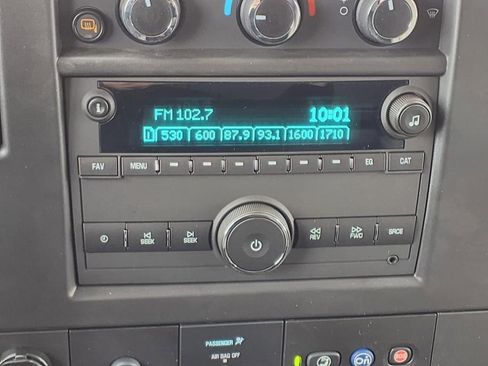 FM 102.7 10:01
530 600 87.9 93.1 1600 1710
FAV MENU EQ CAT
SEEK SEEK REV FWD SRCE
PASSENGER
AIR BAG OFF